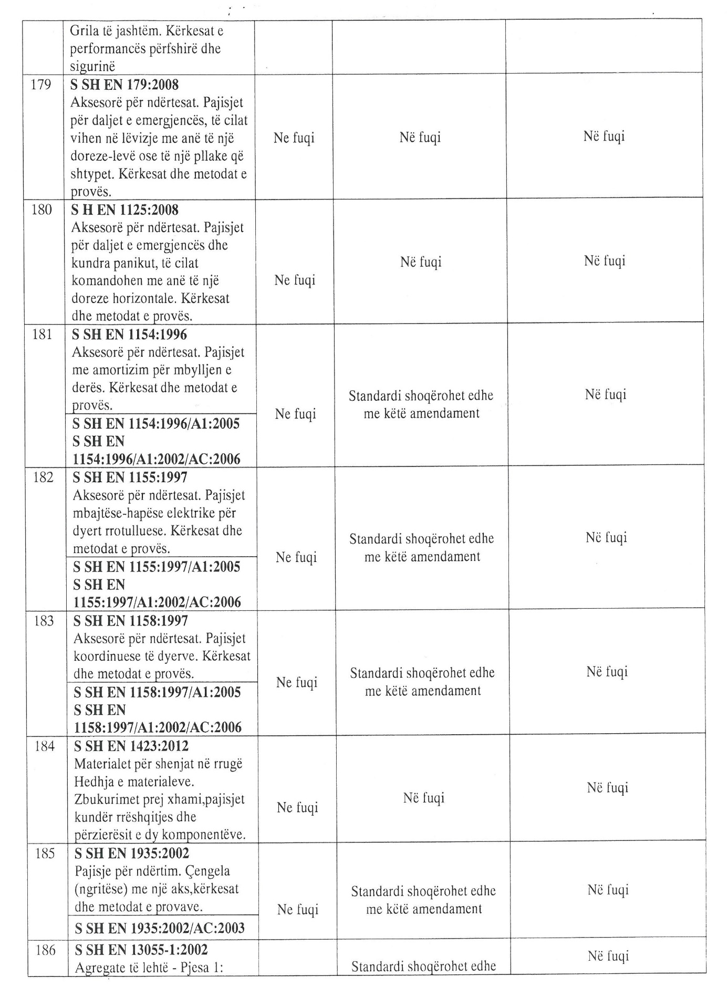 Grila të jashtëm. Kërkesat e
performancës përfshirë dhe
sigurinë
179
S SH EN 179:2008
Aksesorë për ndërtesat. Pajisjet
për daljet e emergjencës, të cilat
vihen në lëvizje me anë të një
doreze-levë ose të një pllake që
shtypet. Kërkesat dhe metodat e
provës.
Ne fuqi
Në fuqi
Në fuqi
180
S H EN 1125:2008
Aksesorë për ndërtesat. Pajisjet
për daljet e emergjencës dhe
kundra panikut, të cilat
komandohen me anë të një
doreze horizontale. Kërkesat
dhe metodat e provës.
Ne fuqi
Në fuqi
Në fuqi
181
S SH EN 1154:1996
Aksesorë për ndërtesat. Pajisjet
me amortizim për mbylljen e
derës. Kërkesat dhe metodat e
provës.
S SH EN 1154:1996/A1:2005
S SH EN
1154:1996/A1:2002/AC:2006
Ne fuqi
Standardi shoqërohet edhe
me këtë amendament
Në fuqi
182
S SH EN 1155:1997
Aksesorë për ndërtesat. Pajisjet
mbajtëse-hapëse elektrike për
dyert rrotulluese. Kërkesat dhe
metodat e provës.
S SH EN 1155:1997/A1:2005
S SH EN
1155:1997/A1:2002/AC:2006
Ne fuqi
Standardi shoqërohet edhe
me këtë amendament
Në fuqi
183
S SH EN 1158:1997
Aksesorë për ndërtesat. Pajisjet
koordinuese të dyerve. Kërkesat
dhe metodat e provës.
S SH EN 1158:1997/A1:2005
S SH EN
1158:1997/A1:2002/AC:2006
Ne fuqi
Standardi shoqërohet edhe
me këtë amendament
Në fuqi
184
S SH EN 1423:2012
Materialet për shenjat në rrugë
Hedhja e materialeve.
Zbukurimet prej xhami,pajisjet
kundër rrëshqitjes dhe
përzierësit e dy komponentëve.
Ne fuqi
Në fuqi
Në fuqi
185
S SH EN 1935:2002
Pajisje për ndërtim. Çengela
(ngritëse) me një aks,kërkesat
dhe metodat e provave.
S SH EN 1935:2002/AC:2003
Ne fuqi
Standardi shoqërohet edhe
me këtë amendament
Në fuqi
186
S SH EN 13055-1:2002
Agregate të lehtë - Pjesa 1:
Standardi shoqërohet edhe
Në fuqi